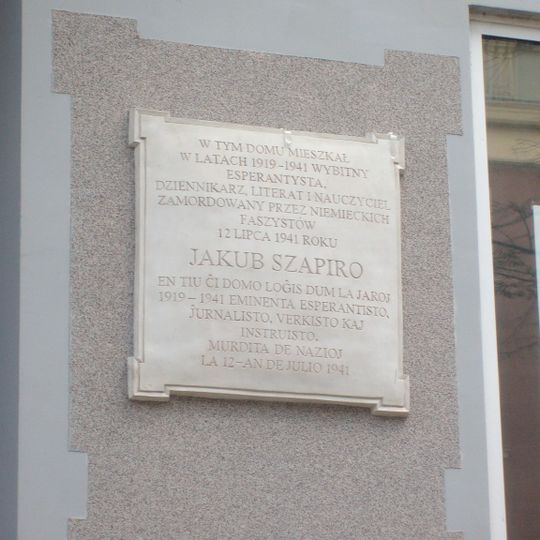 W TYM DOMU MIESZKAŁ
W LATACH 1919-1941 WYBITNY
ESPERANTYSTA,
DZIENNIKARZ, LITERAT I NAUCZYCIEL
ZAMORDOWANY PRZEZ NIEMIECKICH
FASZYSTÓW
12 LIPCA 1941 ROKU
JAKUB SZAPIRO
EN TIU ĈI DOMO LOĜIS DUM LA JAROJ
1919 - 1941 EMINENTA ESPERANTISTO,
ĴURNALISTO, VERKISTO KAJ
INSTRUISTO.
MURDITA DE NAZIOJ
LA 12-AN DE JULIO 1941